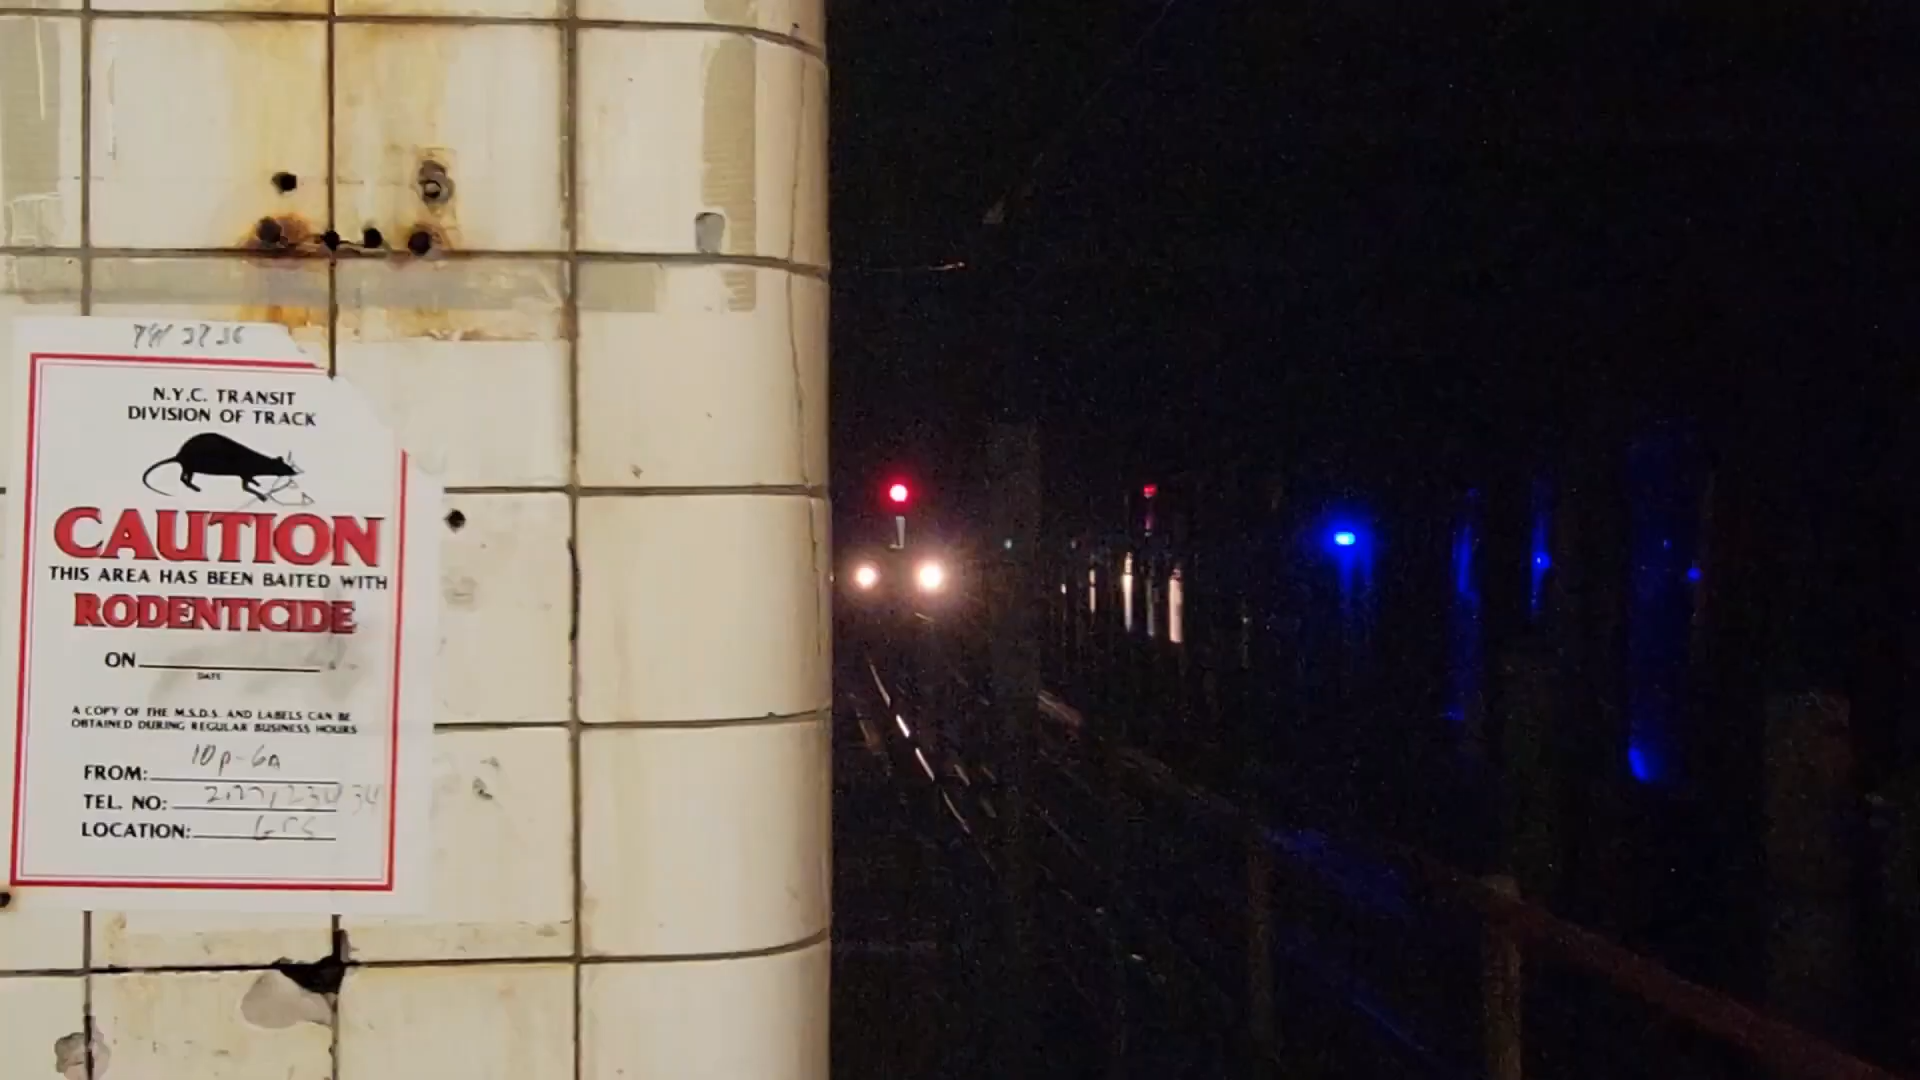 N.Y.C. TRANSIT
DIVISION OF TRACK
CAUTION
THIS AREA HAS BEEN BAITED WITH
RODENTICIDE
ON
DATE
A COPY OF THE M.S.D.S. AND LABELS CAN BE
OBTAINED DURING REGULAR BUSINESS HOURS
FROM: 10p-6a
TEL. NO:
LOCATION: